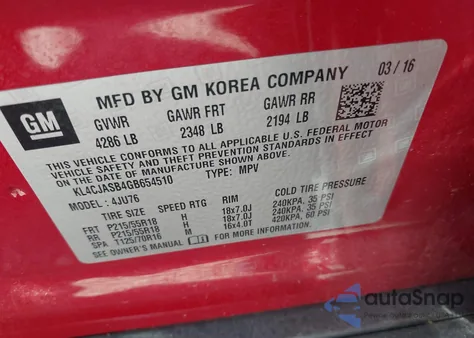 GM
MFD BY GM KOREA COMPANY
03/16
GVWR GAWR FRT GAWR RR
4286 LB 2348 LB 2194 LB
THIS VEHICLE CONFORMS TO ALL APPLICABLE U.S. FEDERAL MOTOR
VEHICLE SAFETY AND THEFT PREVENTION STANDARDS IN EFFECT ON
THE DATE OF MANUFACTURE SHOWN ABOVE.
KL4CJASB4GB654510 TYPE: MPV
MODEL : 4JU76
TIRE SIZE SPEED RTG RIM COLD TIRE PRESSURE
FRT P215/55R18 H 18x7.0J 240KPA, 35 PSI
RR P215/55R18 H 18x7.0J 240KPA, 35 PSI
SPA T125/70R16 M 16x4.0T 420KPA, 60 PSI
SEE OWNER'S MANUAL FOR MORE INFORMATION.
autoSnap